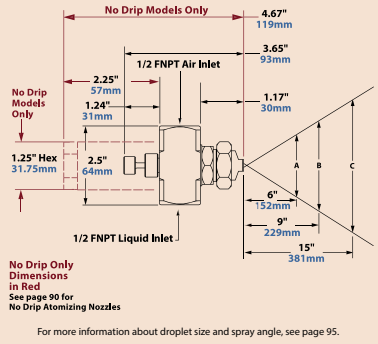 No Drip Models Only
4.67"
119mm
3.65"
93mm
1/2 FNPT Air Inlet
2.25"
57mm
No Drip
Models
Only
1.24"
31mm
1.17"
30mm
1.25" Hex
31.75mm
2.5"
64mm
A
B
C
6"
152mm
9"
229mm
1/2 FNPT Liquid Inlet
15"
381mm
No Drip Only
Dimensions
in Red
See page 90 for
No Drip Atomizing Nozzles
For more information about droplet size and spray angle, see page 95.